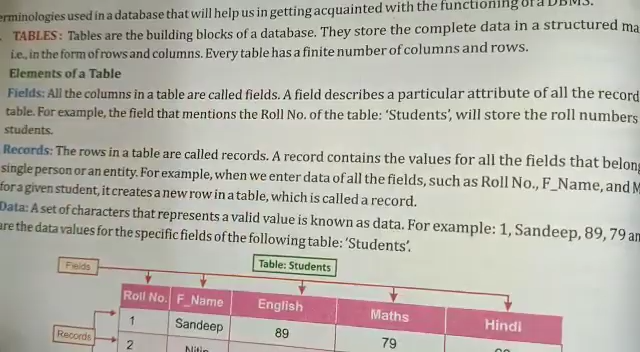 erminologies used in a database that will help us in getting acquainted with the functioning of a DBMS.
TABLES: Tables are the building blocks of a database. They store the complete data in a structured ma
i.e., in the form of rows and columns. Every table has a finite number of columns and rows.
Elements of a Table
Fields: All the columns in a table are called fields. A field describes a particular attribute of all the record
table. For example, the field that mentions the Roll No. of the table: 'Students', will store the roll numbers
students.
Records: The rows in a table are called records. A record contains the values for all the fields that belong
single person or an entity. For example, when we enter data of all the fields, such as Roll No., F_Name, and M
for a given student, it creates a new row in a table, which is called a record.
Data: A set of characters that represents a valid value is known as data. For example: 1, Sandeep, 89, 79 an
are the data values for the specific fields of the following table: 'Students'.
Fields
Table: Students
Roll No. F_Name English Maths Hindi
Records
1 Sandeep 89 79
2 Nitin